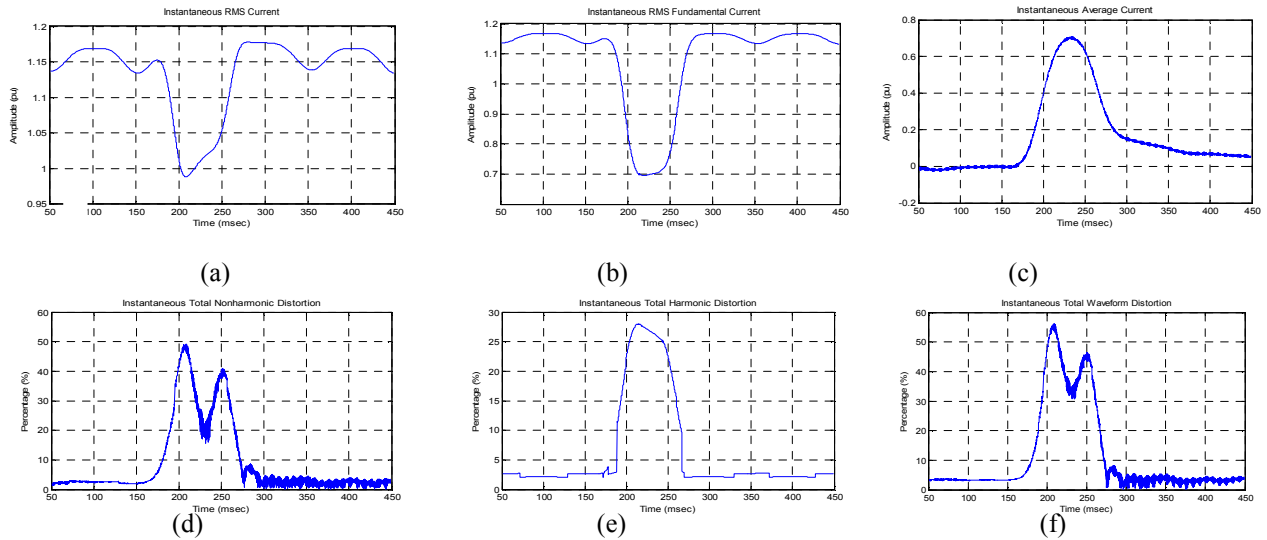 Instantaneous RMS Current
Amplitude (pu)
1.2
1.15
1.1
1.05
1
0.95
50 100 150 200 250 300 350 400 450
Time (msec)
(a)
Instantaneous RMS Fundamental Current
Amplitude (pu)
1.2
1.1
1
0.9
0.8
0.7
50 100 150 200 250 300 350 400 450
Time (msec)
(b)
Instantaneous Average Current
Amplitude (pu)
0.8
0.6
0.4
0.2
0
-0.2
50 100 150 200 250 300 350 400 450
Time (msec)
(c)
Instantaneous Total Nonharmonic Distortion
Percentage (%)
60
50
40
30
20
10
0
50 100 150 200 250 300 350 400 450
Time (msec)
(d)
Instantaneous Total Harmonic Distortion
Percentage (%)
30
25
20
15
10
5
0
50 100 150 200 250 300 350 400 450
Time (msec)
(e)
Instantaneous Total Waveform Distortion
Percentage (%)
60
50
40
30
20
10
0
50 100 150 200 250 300 350 400 450
Time (msec)
(f)